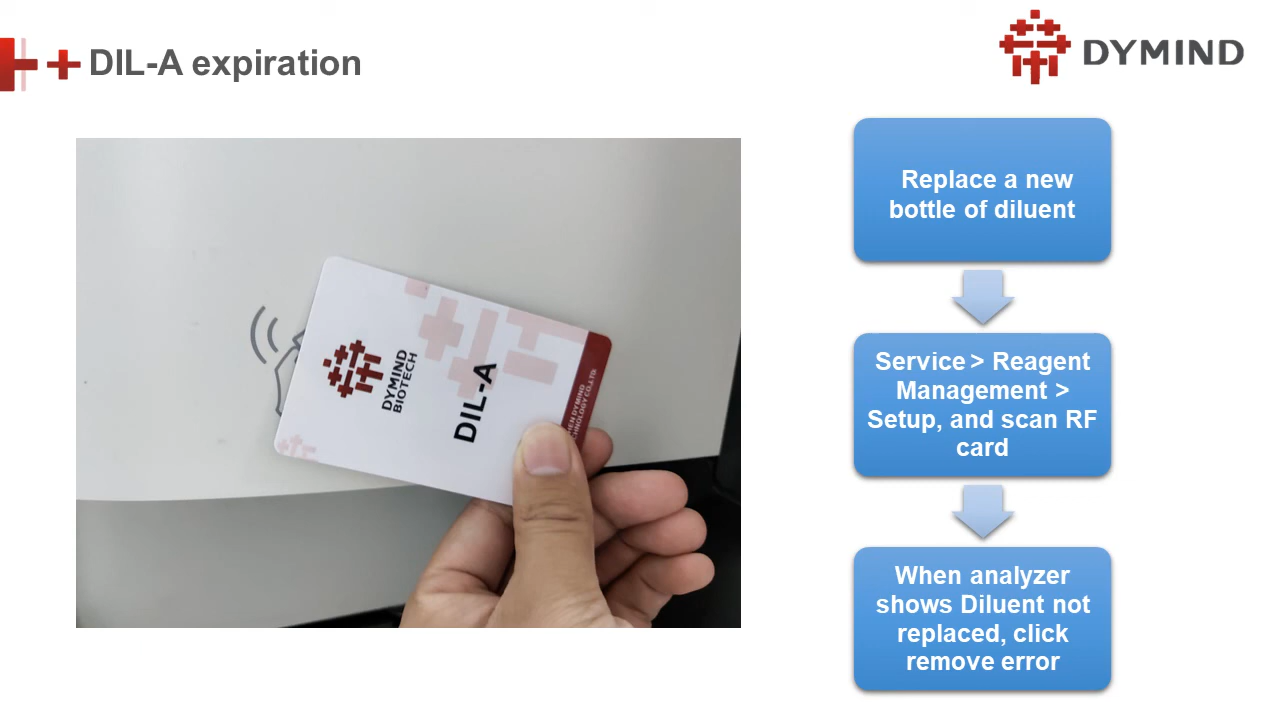 DIL-A expiration
DYMIND
DYMIND
BIOTECH
DIL-A
Replace a new
bottle of diluent
Service > Reagent
Management >
Setup, and scan RF
card
When analyzer
shows Diluent not
replaced, click
remove error